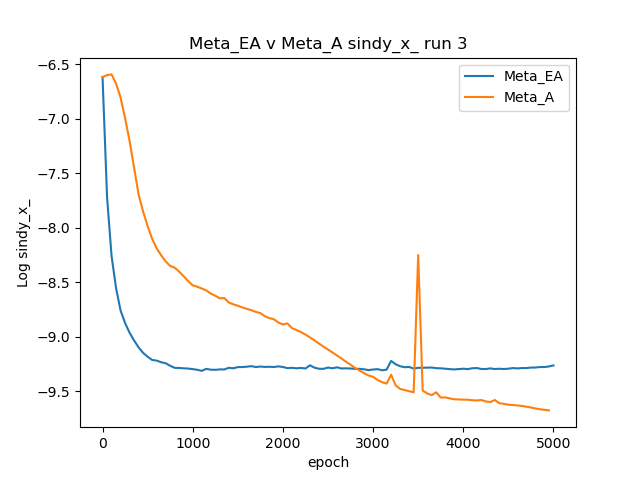 Meta_EA v Meta_A sindy_x_ run 3
Meta_EA
Meta_A
Log sindy_x_
−6.5
−7.0
−7.5
−8.0
−8.5
−9.0
−9.5
0 1000 2000 3000 4000 5000
epoch